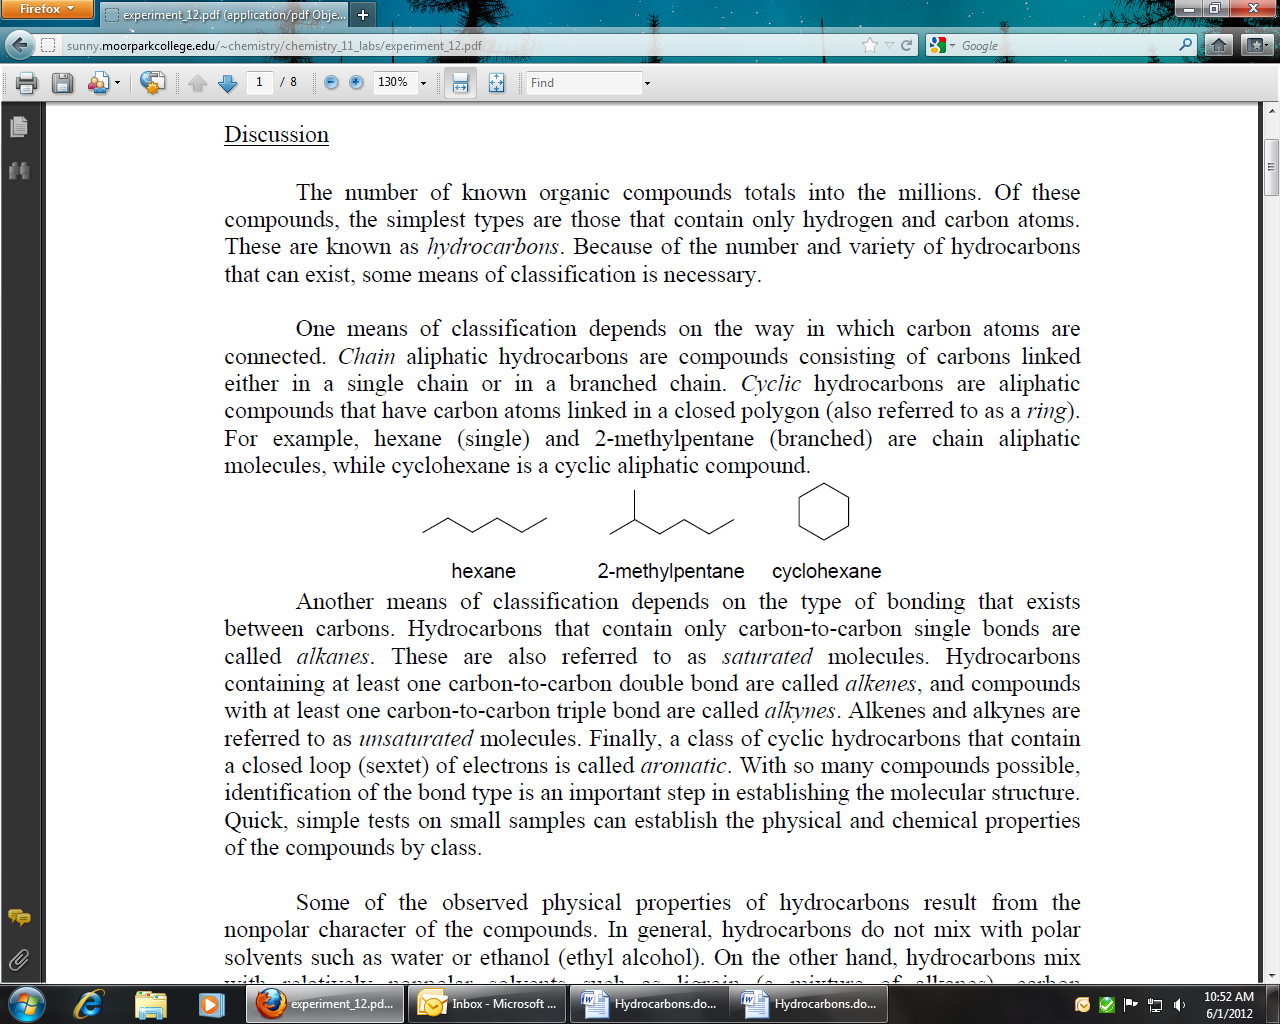 Firefox
experiment_12.pdf (application/pdf Obje...
sunny.moorparkcollege.edu/~chemistry/chemistry_11_labs/experiment_12.pdf
Google
1 / 8
130%
Find
Discussion
The number of known organic compounds totals into the millions. Of these
compounds, the simplest types are those that contain only hydrogen and carbon atoms.
These are known as hydrocarbons. Because of the number and variety of hydrocarbons
that can exist, some means of classification is necessary.
One means of classification depends on the way in which carbon atoms are
connected. Chain aliphatic hydrocarbons are compounds consisting of carbons linked
either in a single chain or in a branched chain. Cyclic hydrocarbons are aliphatic
compounds that have carbon atoms linked in a closed polygon (also referred to as a ring).
For example, hexane (single) and 2-methylpentane (branched) are chain aliphatic
molecules, while cyclohexane is a cyclic aliphatic compound.
hexane 2-methylpentane cyclohexane
Another means of classification depends on the type of bonding that exists
between carbons. Hydrocarbons that contain only carbon-to-carbon single bonds are
called alkanes. These are also referred to as saturated molecules. Hydrocarbons
containing at least one carbon-to-carbon double bond are called alkenes, and compounds
with at least one carbon-to-carbon triple bond are called alkynes. Alkenes and alkynes are
referred to as unsaturated molecules. Finally, a class of cyclic hydrocarbons that contain
a closed loop (sextet) of electrons is called aromatic. With so many compounds possible,
identification of the bond type is an important step in establishing the molecular structure.
Quick, simple tests on small samples can establish the physical and chemical properties
of the compounds by class.
Some of the observed physical properties of hydrocarbons result from the
nonpolar character of the compounds. In general, hydrocarbons do not mix with polar
solvents such as water or ethanol (ethyl alcohol). On the other hand, hydrocarbons mix
with relatively nonpolar solvents such as ligroin (a mixture of alkanes), carbon
experiment_12.pd...
Inbox - Microsoft ...
Hydrocarbons.do...
Hydrocarbons.do...
10:52 AM
6/1/2012